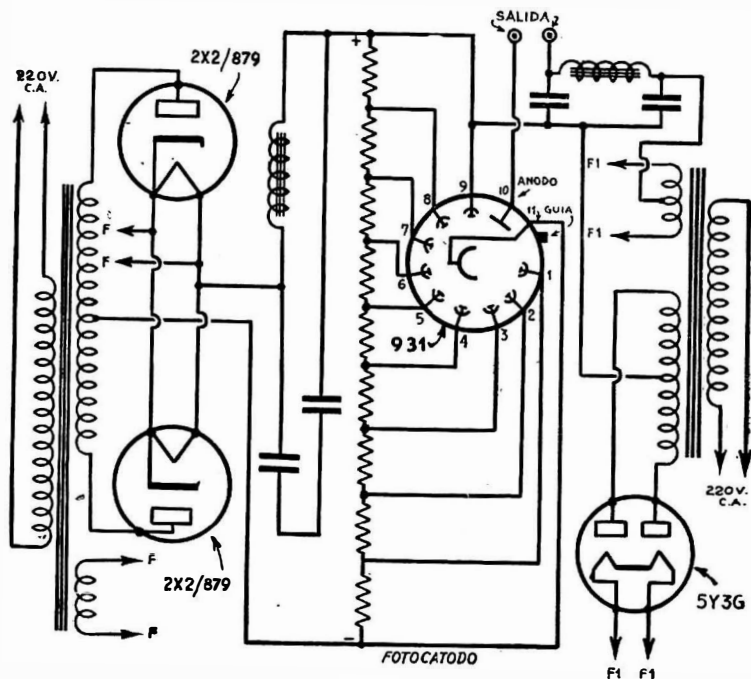 SALIDA
2X2/879
220V.
C.A.
+
F1
F1
8
9
10
ANODO
11
GUIA
7
6
5
4
3
2
1
931
F
F
220V.
C.A.
F
F
2X2/879
5Y3G
–
FOTOCATODO
F1
F1